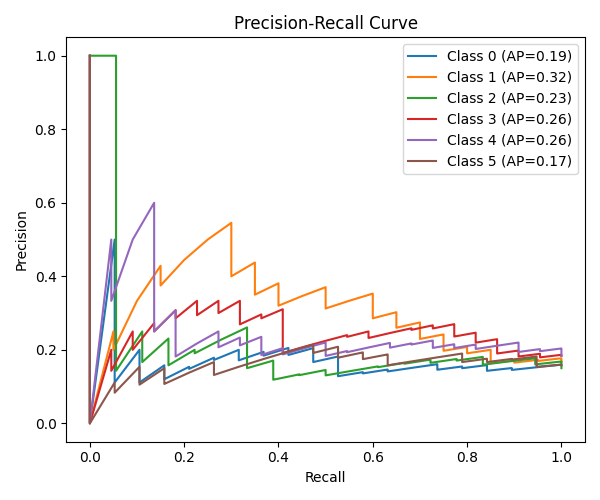 Precision-Recall Curve
Class 0 (AP=0.19)
Class 1 (AP=0.32)
Class 2 (AP=0.23)
Class 3 (AP=0.26)
Class 4 (AP=0.26)
Class 5 (AP=0.17)
Precision
1.0
0.8
0.6
0.4
0.2
0.0
0.0 0.2 0.4 0.6 0.8 1.0
Recall